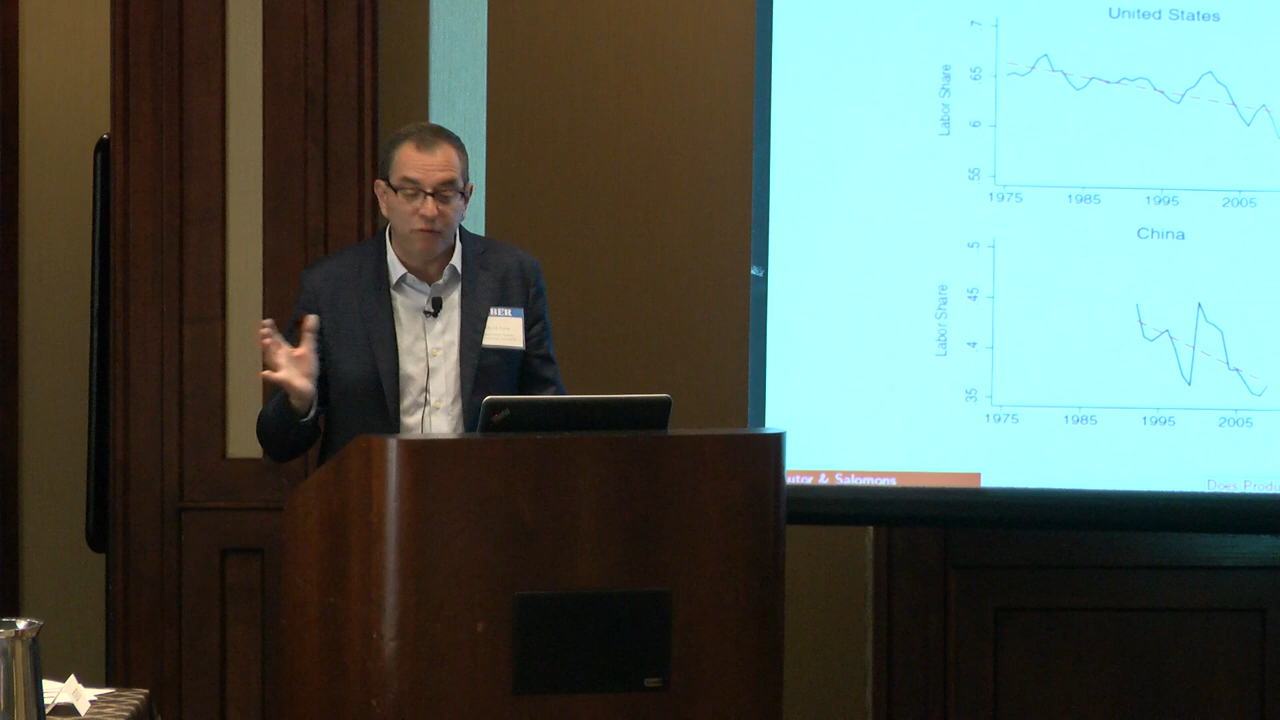 United States
Labor Share
7
65
6
55
1975 1985 1995 2005
China
Labor Share
5
45
4
35
1975 1985 1995 2005
utor & Salomons
Does Produ
BER